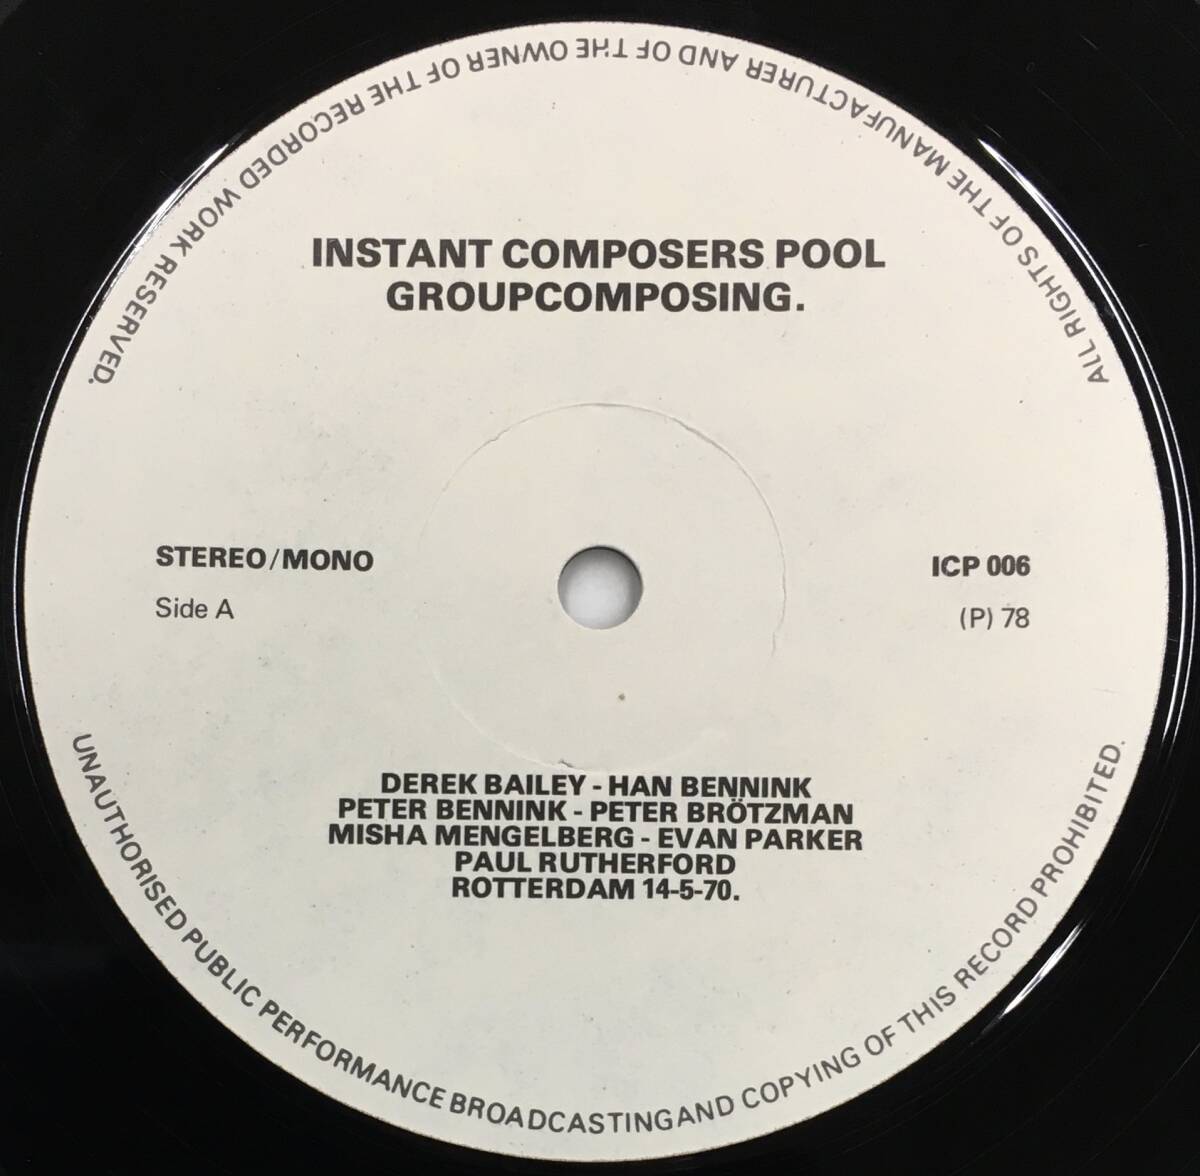 ALL RIGHTS OF THE MANUFACTURER AND OF THE OWNER OF THE RECORDED WORK RESERVED.
INSTANT COMPOSERS POOL
GROUPCOMPOSING.
STEREO/MONO
Side A
ICP 006
(P) 78
DEREK BAILEY - HAN BENNINK
PETER BENNINK - PETER BRÖTZMAN
MISHA MENGELBERG - EVAN PARKER
PAUL RUTHERFORD
ROTTERDAM 14-5-70.
UNAUTHORISED PUBLIC PERFORMANCE BROADCASTING AND COPYING OF THIS RECORD PROHIBITED.